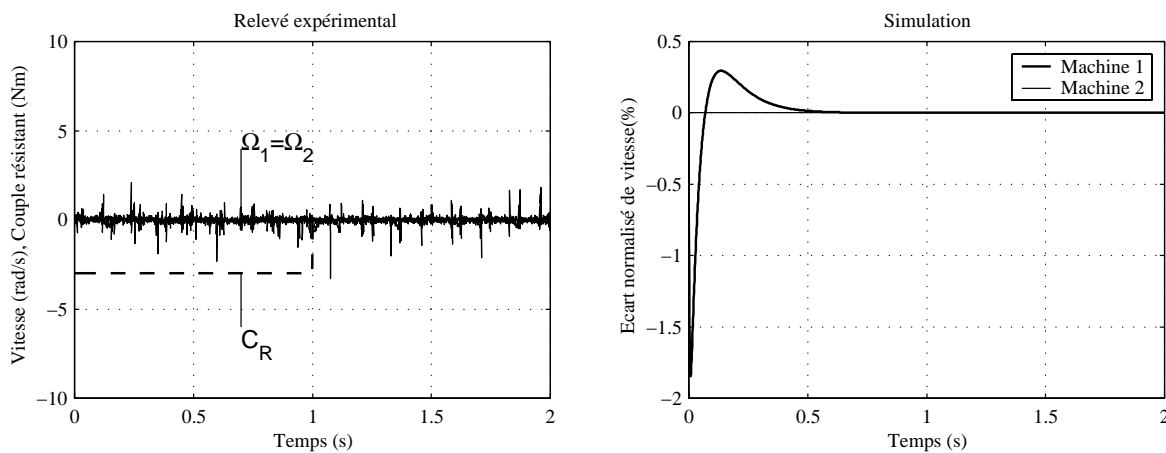 Relevé expérimental
Vitesse (rad/s), Couple résistant (Nm)
10
5
0
−5
−10
Ω1=Ω2
CR
0
0.5
1
1.5
2
Temps (s)
Simulation
Ecart normalisé de vitesse(%)
0.5
0
−0.5
−1
−1.5
−2
Machine 1
Machine 2
0
0.5
1
1.5
2
Temps (s)